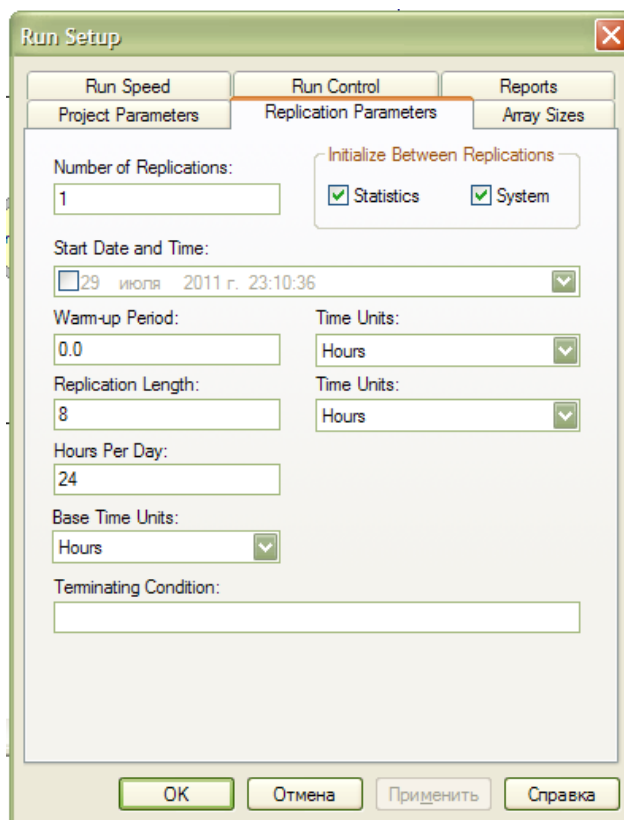 Run Setup
Run Speed Run Control Reports
Project Parameters Replication Parameters Array Sizes
Number of Replications: Initialize Between Replications
1 Statistics System
Start Date and Time:
29 июля 2011 г. 23:10:36
Warm-up Period: Time Units:
0.0 Hours
Replication Length: Time Units:
8 Hours
Hours Per Day:
24
Base Time Units:
Hours
Terminating Condition:
OK Отмена Применить Справка